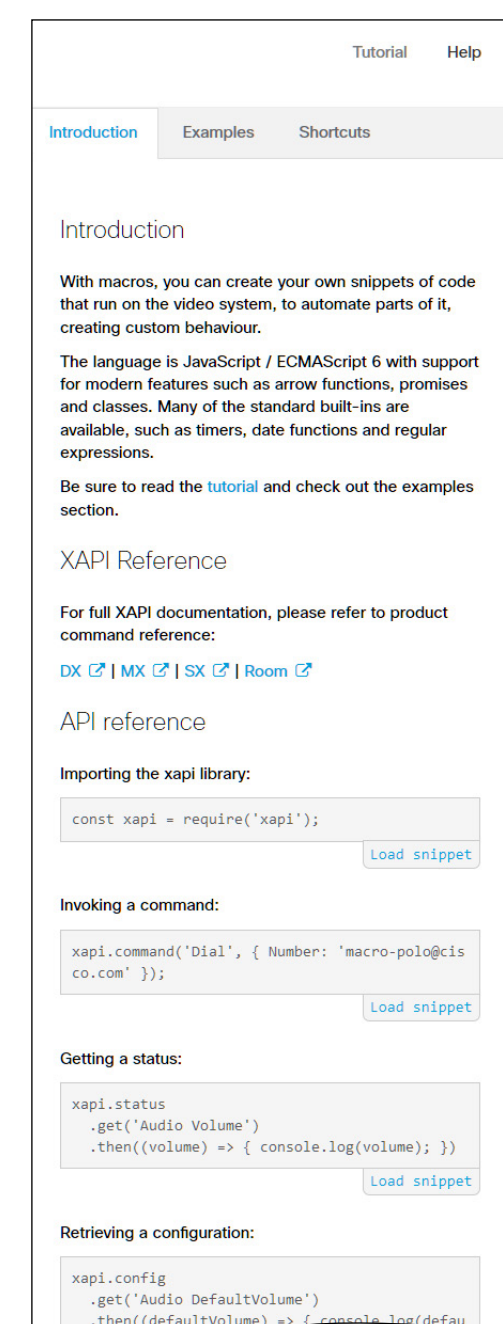 Tutorial Help
Introduction Examples Shortcuts
Introduction
With macros, you can create your own snippets of code
that run on the video system, to automate parts of it,
creating custom behaviour.
The language is JavaScript / ECMAScript 6 with support
for modern features such as arrow functions, promises
and classes. Many of the standard built-ins are
available, such as timers, date functions and regular
expressions.
Be sure to read the tutorial and check out the examples
section.
XAPI Reference
For full XAPI documentation, please refer to product
command reference:
DX | MX | SX | Room
API reference
Importing the xapi library:
const xapi = require('xapi');
Load snippet
Invoking a command:
xapi.command('Dial', { Number: 'macro-polo@cis
co.com' });
Load snippet
Getting a status:
xapi.status
.get('Audio Volume')
.then((volume) => { console.log(volume); })
Load snippet
Retrieving a configuration:
xapi.config
.get('Audio DefaultVolume')
.then((defaultVolume) => { console.log(defau